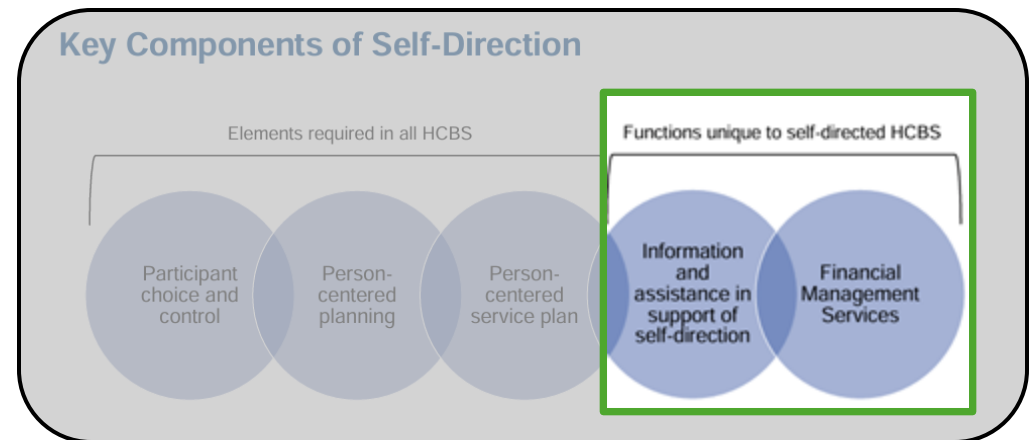 Key Components of Self-Direction
Elements required in all HCBS
Functions unique to self-directed HCBS
Participant
choice and
control
Person-
centered
planning
Person-
centered
service plan
Information
and
assistance in
support of
self-direction
Financial
Management
Services